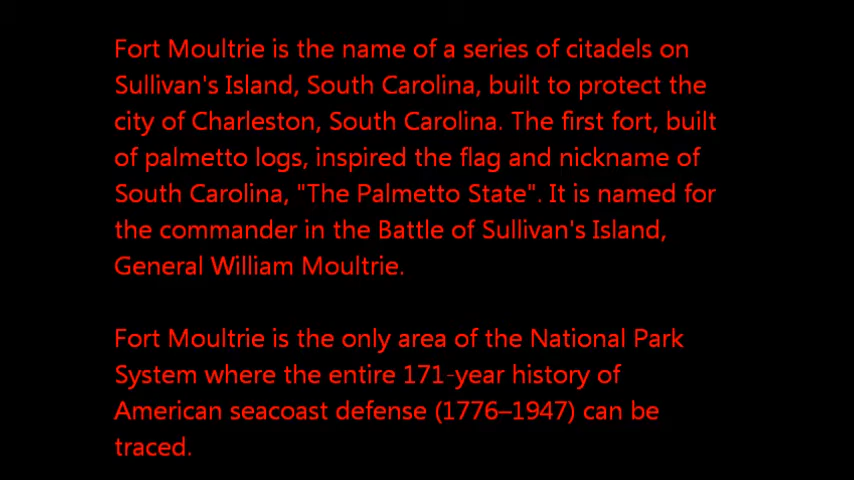 Fort Moultrie is the name of a series of citadels on
Sullivan's Island, South Carolina, built to protect the
city of Charleston, South Carolina. The first fort, built
of palmetto logs, inspired the flag and nickname of
South Carolina, "The Palmetto State". It is named for
the commander in the Battle of Sullivan's Island,
General William Moultrie.

Fort Moultrie is the only area of the National Park
System where the entire 171-year history of
American seacoast defense (1776–1947) can be
traced.